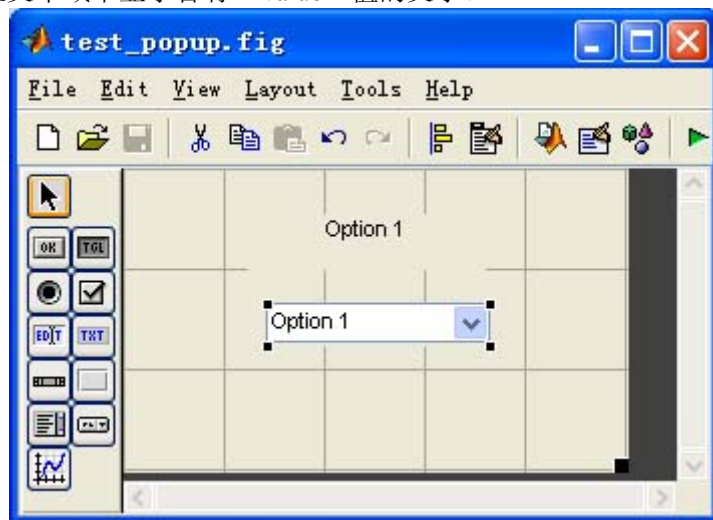 test_popup.fig
File Edit View Layout Tools Help
OK TGL
Option 1
Option 1
EDIT TXT